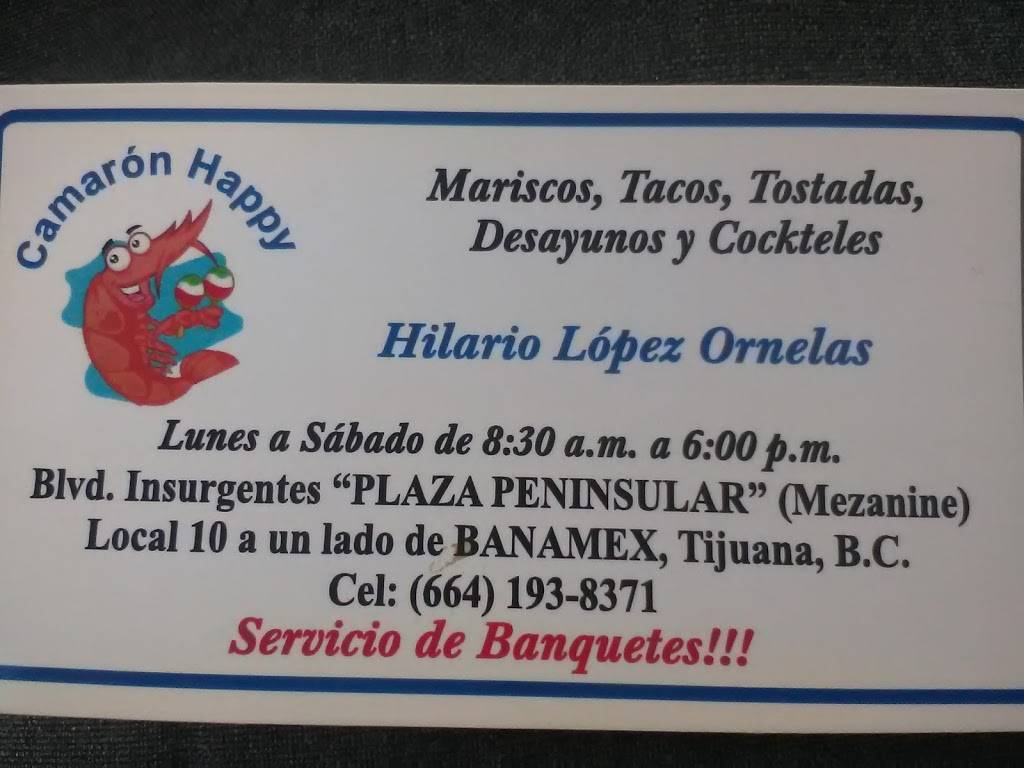 Camarón Happy
Mariscos, Tacos, Tostadas,
Desayunos y Cockteles
Hilario López Ornelas
Lunes a Sábado de 8:30 a.m. a 6:00 p.m.
Blvd. Insurgentes “PLAZA PENINSULAR” (Mezanine)
Local 10 a un lado de BANAMEX, Tijuana, B.C.
Cel: (664) 193-8371
Servicio de Banquetes!!!